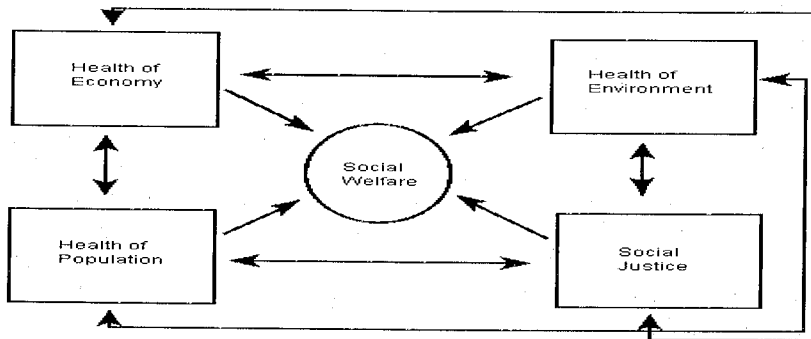 Health of
Economy
Health of
Environment
Social
Welfare
Health of
Population
Social
Justice